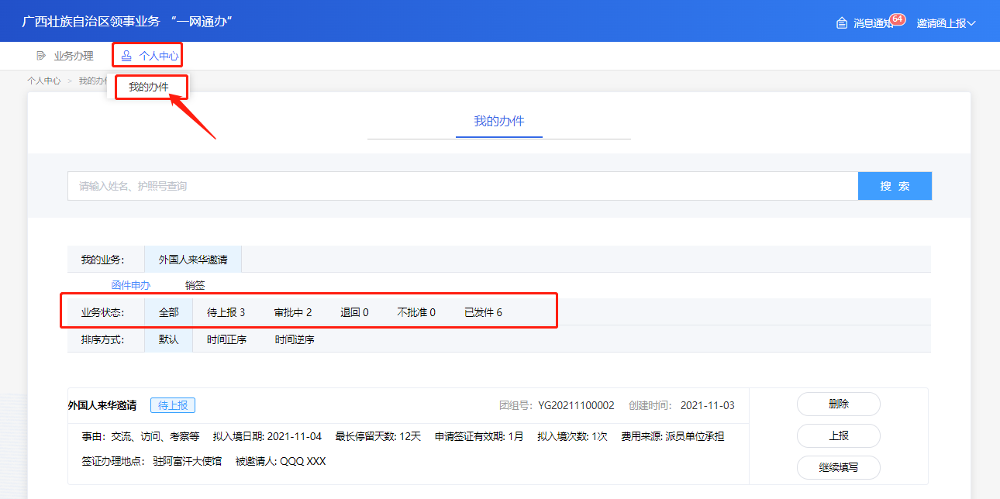 广西壮族自治区领事业务 “一网通办”
消息通知 64 邀请函上报
业务办理 个人中心
个人中心 > 我的办
我的办件
我的办件
请输入姓名、护照号查询 搜 索
我的业务： 外国人来华邀请
函件申办 销签
业务状态： 全部 待上报 3 审批中 2 退回 0 不批准 0 已发件 6
排序方式： 默认 时间正序 时间逆序
外国人来华邀请 待上报 团组号： YG20211100002 创建时间： 2021-11-03 删除
事由：交流、访问、考察等 拟入境日期: 2021-11-04 最长停留天数: 12天 申请签证有效期: 1月 拟入境次数: 1次 费用来源: 派员单位承担 上报
签证办理地点： 驻阿富汗大使馆 被邀请人: QQQ XXX 继续填写